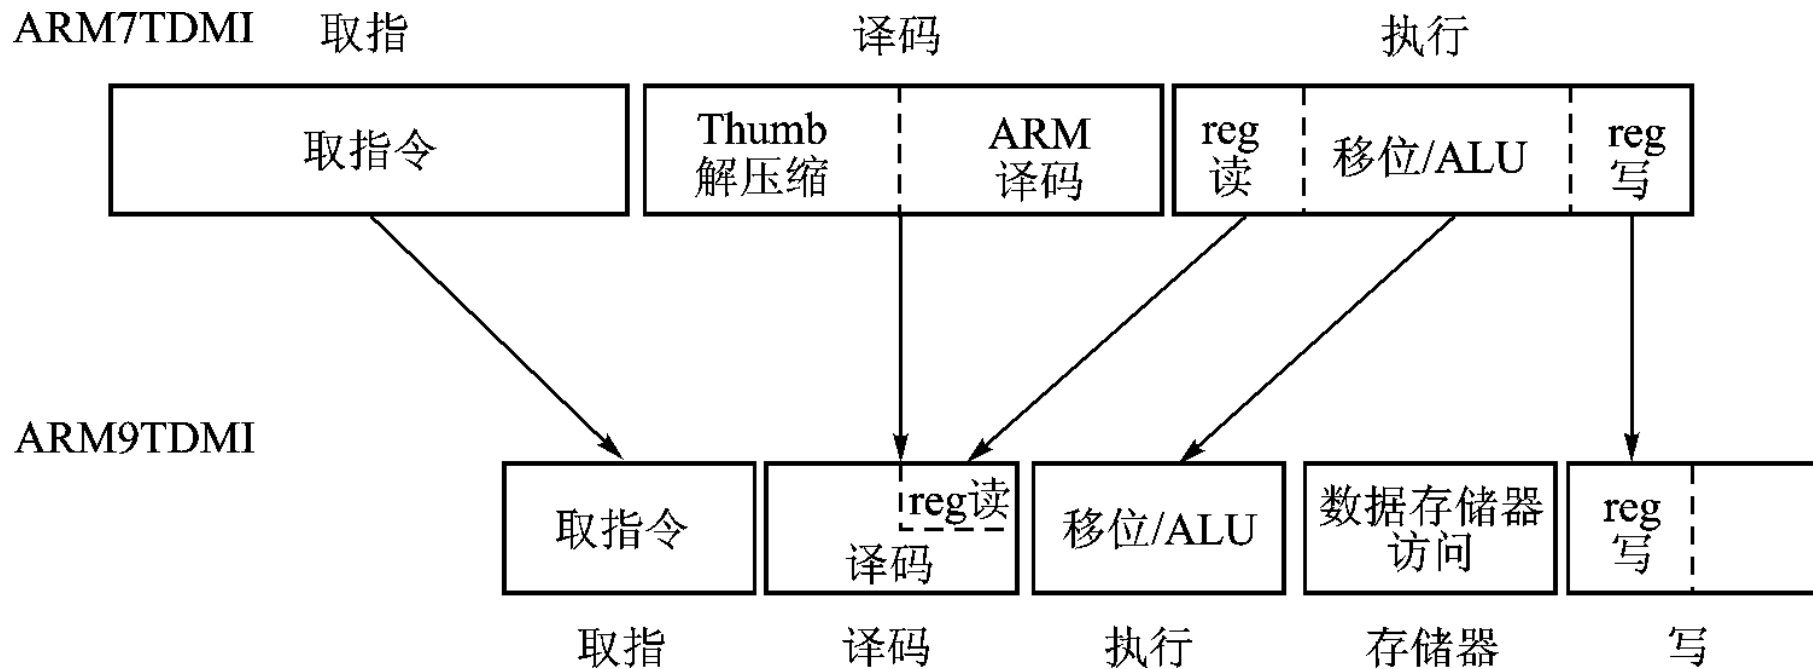 ARM7TDMI 取指 译码 执行
取指令
Thumb
解压缩
ARM
译码
reg
读
移位/ALU
reg
写
ARM9TDMI
取指令
reg读
译码
移位/ALU
数据存储器
访问
reg
写
取指 译码 执行 存储器 写